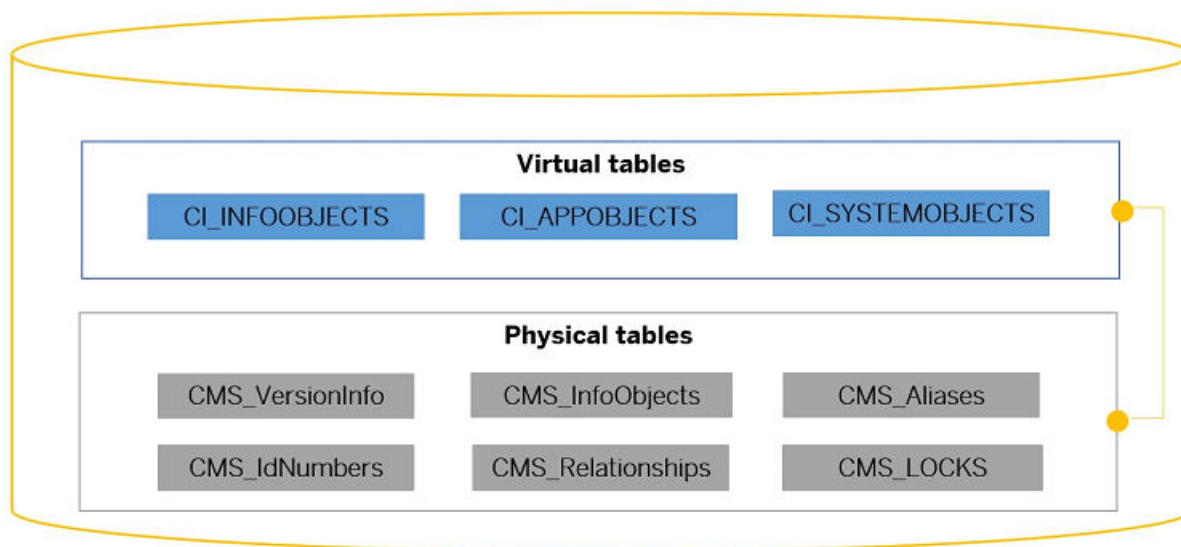 Virtual tables
CI_INFOOBJECTS CI_APPOBJECTS CI_SYSTEMOBJECTS
Physical tables
CMS_VersionInfo CMS_InfoObjects CMS_Aliases
CMS_IdNumbers CMS_Relationships CMS_LOCKS